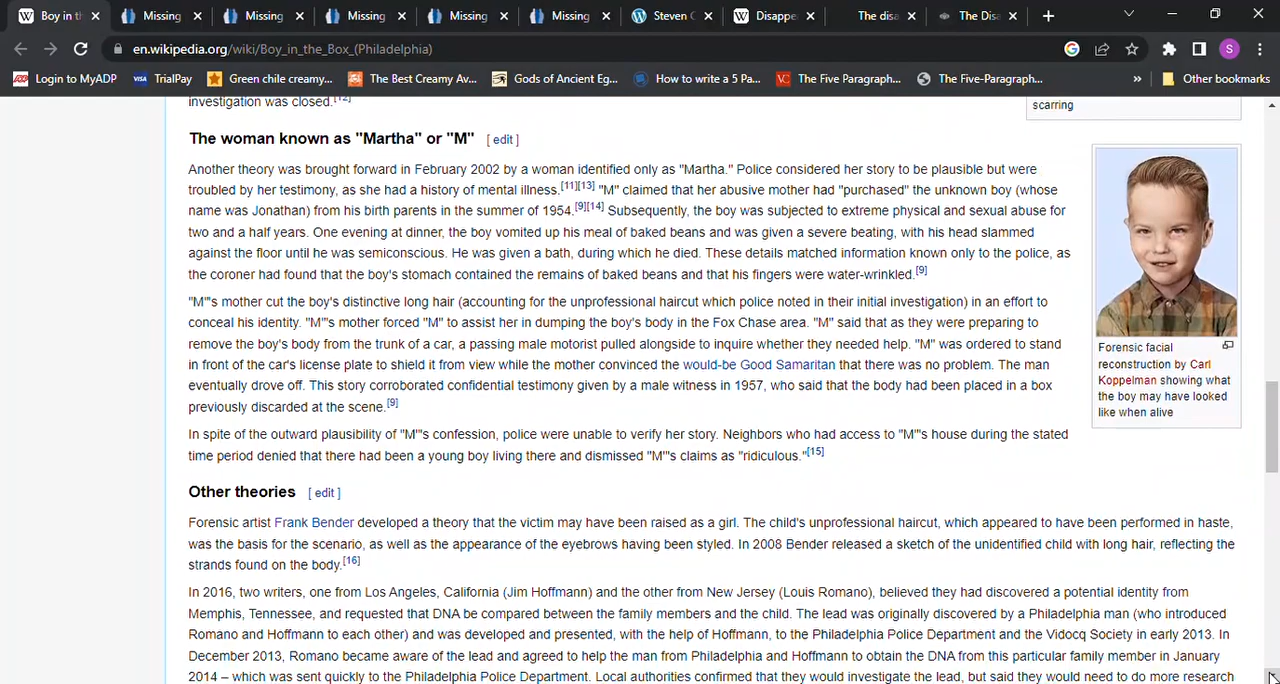 Boy in t
Missing
Missing
Missing
Missing
Missing
Steven C
Disappe
The disa
The Disa
en.wikipedia.org/wiki/Boy_in_the_Box_(Philadelphia)
S
Login to MyADP
VISA TrialPay
Green chile creamy...
The Best Creamy Av...
Gods of Ancient Eg...
How to write a 5 Pa...
VC The Five Paragraph...
The Five-Paragraph...
»
Other bookmarks
investigation was closed.[12]
scarring
The woman known as "Martha" or "M" [ edit ]
Another theory was brought forward in February 2002 by a woman identified only as "Martha." Police considered her story to be plausible but were
troubled by her testimony, as she had a history of mental illness.[11][13] "M" claimed that her abusive mother had "purchased" the unknown boy (whose
name was Jonathan) from his birth parents in the summer of 1954.[9][14] Subsequently, the boy was subjected to extreme physical and sexual abuse for
two and a half years. One evening at dinner, the boy vomited up his meal of baked beans and was given a severe beating, with his head slammed
against the floor until he was semiconscious. He was given a bath, during which he died. These details matched information known only to the police, as
the coroner had found that the boy's stomach contained the remains of baked beans and that his fingers were water-wrinkled.[9]
"M"'s mother cut the boy's distinctive long hair (accounting for the unprofessional haircut which police noted in their initial investigation) in an effort to
conceal his identity. "M"'s mother forced "M" to assist her in dumping the boy's body in the Fox Chase area. "M" said that as they were preparing to
remove the boy's body from the trunk of a car, a passing male motorist pulled alongside to inquire whether they needed help. "M" was ordered to stand
in front of the car's license plate to shield it from view while the mother convinced the would-be Good Samaritan that there was no problem. The man
eventually drove off. This story corroborated confidential testimony given by a male witness in 1957, who said that the body had been placed in a box
previously discarded at the scene.[9]
In spite of the outward plausibility of "M"'s confession, police were unable to verify her story. Neighbors who had access to "M"'s house during the stated
time period denied that there had been a young boy living there and dismissed "M"'s claims as "ridiculous."[15]
Forensic facial
reconstruction by Carl
Koppelman showing what
the boy may have looked
like when alive
Other theories [ edit ]
Forensic artist Frank Bender developed a theory that the victim may have been raised as a girl. The child's unprofessional haircut, which appeared to have been performed in haste,
was the basis for the scenario, as well as the appearance of the eyebrows having been styled. In 2008 Bender released a sketch of the unidentified child with long hair, reflecting the
strands found on the body.[16]
In 2016, two writers, one from Los Angeles, California (Jim Hoffmann) and the other from New Jersey (Louis Romano), believed they had discovered a potential identity from
Memphis, Tennessee, and requested that DNA be compared between the family members and the child. The lead was originally discovered by a Philadelphia man (who introduced
Romano and Hoffmann to each other) and was developed and presented, with the help of Hoffmann, to the Philadelphia Police Department and the Vidocq Society in early 2013. In
December 2013, Romano became aware of the lead and agreed to help the man from Philadelphia and Hoffmann to obtain the DNA from this particular family member in January
2014 – which was sent quickly to the Philadelphia Police Department. Local authorities confirmed that they would investigate the lead, but said they would need to do more research